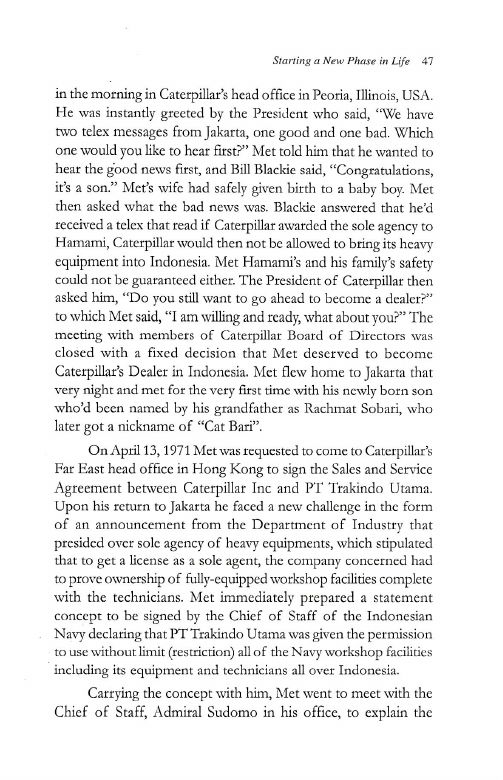 Starting a New Phase in Life 47
in the morning in Caterpillar's head office in Peoria, Illinois, USA.
He was instantly greeted by the President who said, "We have
two telex messages from Jakarta, one good and one bad. Which
one would you like to hear first?" Met told him that he wanted to
hear the good news first, and Bill Blackie said, "Congratulations,
it's a son." Met's wife had safely given birth to a baby boy. Met
then asked what the bad news was. Blackie answered that he'd
received a telex that read if Caterpillar awarded the sole agency to
Hamami, Caterpillar would then not be allowed to bring its heavy
equipment into Indonesia. Met Hamami's and his family's safety
could not be guaranteed either. The President of Caterpillar then
asked him, "Do you still want to go ahead to become a dealer?"
to which Met said, "I am willing and ready, what about you?" The
meeting with members of Caterpillar Board of Directors was
closed with a fixed decision that Met deserved to become
Caterpillar's Dealer in Indonesia. Met flew home to Jakarta that
very night and met for the very first time with his newly born son
who'd been named by his grandfather as Rachmat Sobari, who
later got a nickname of "Cat Bari".
On April 13, 1971 Met was requested to come to Caterpillar's
Far East head office in Hong Kong to sign the Sales and Service
Agreement between Caterpillar Inc and PT Trakindo Utama.
Upon his return to Jakarta he faced a new challenge in the form
of an announcement from the Department of Industry that
presided over sole agency of heavy equipments, which stipulated
that to get a license as a sole agent, the company concerned had
to prove ownership of fully-equipped workshop facilities complete
with the technicians. Met immediately prepared a statement
concept to be signed by the Chief of Staff of the Indonesian
Navy declaring that PT Trakindo Utama was given the permission
to use without limit (restriction) all of the Navy workshop facilities
including its equipment and technicians all over Indonesia.
Carrying the concept with him, Met went to meet with the
Chief of Staff, Admiral Sudomo in his office, to explain the